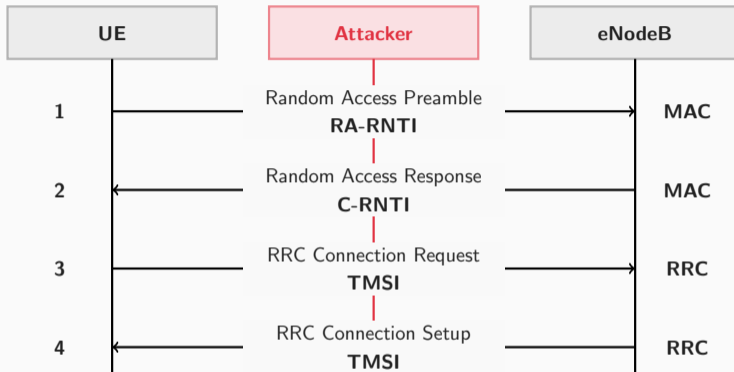 UE Attacker eNodeB
Random Access Preamble
1 RA-RNTI MAC
Random Access Response
2 C-RNTI MAC
RRC Connection Request
3 TMSI RRC
RRC Connection Setup
4 TMSI RRC